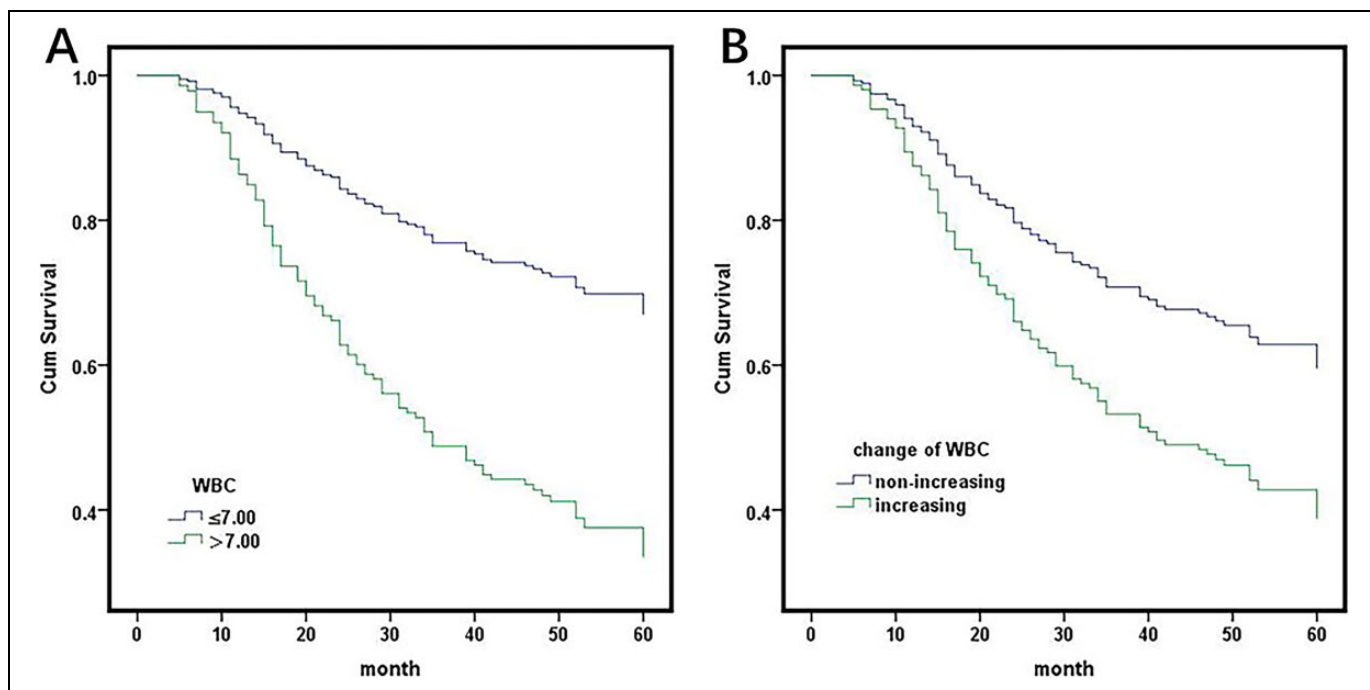 A
1.0
0.8
0.6
0.4
Cum Survival
WBC
≤7.00
>7.00
0 10 20 30 40 50 60
month
B
1.0
0.8
0.6
0.4
Cum Survival
change of WBC
non-increasing
increasing
0 10 20 30 40 50 60
month